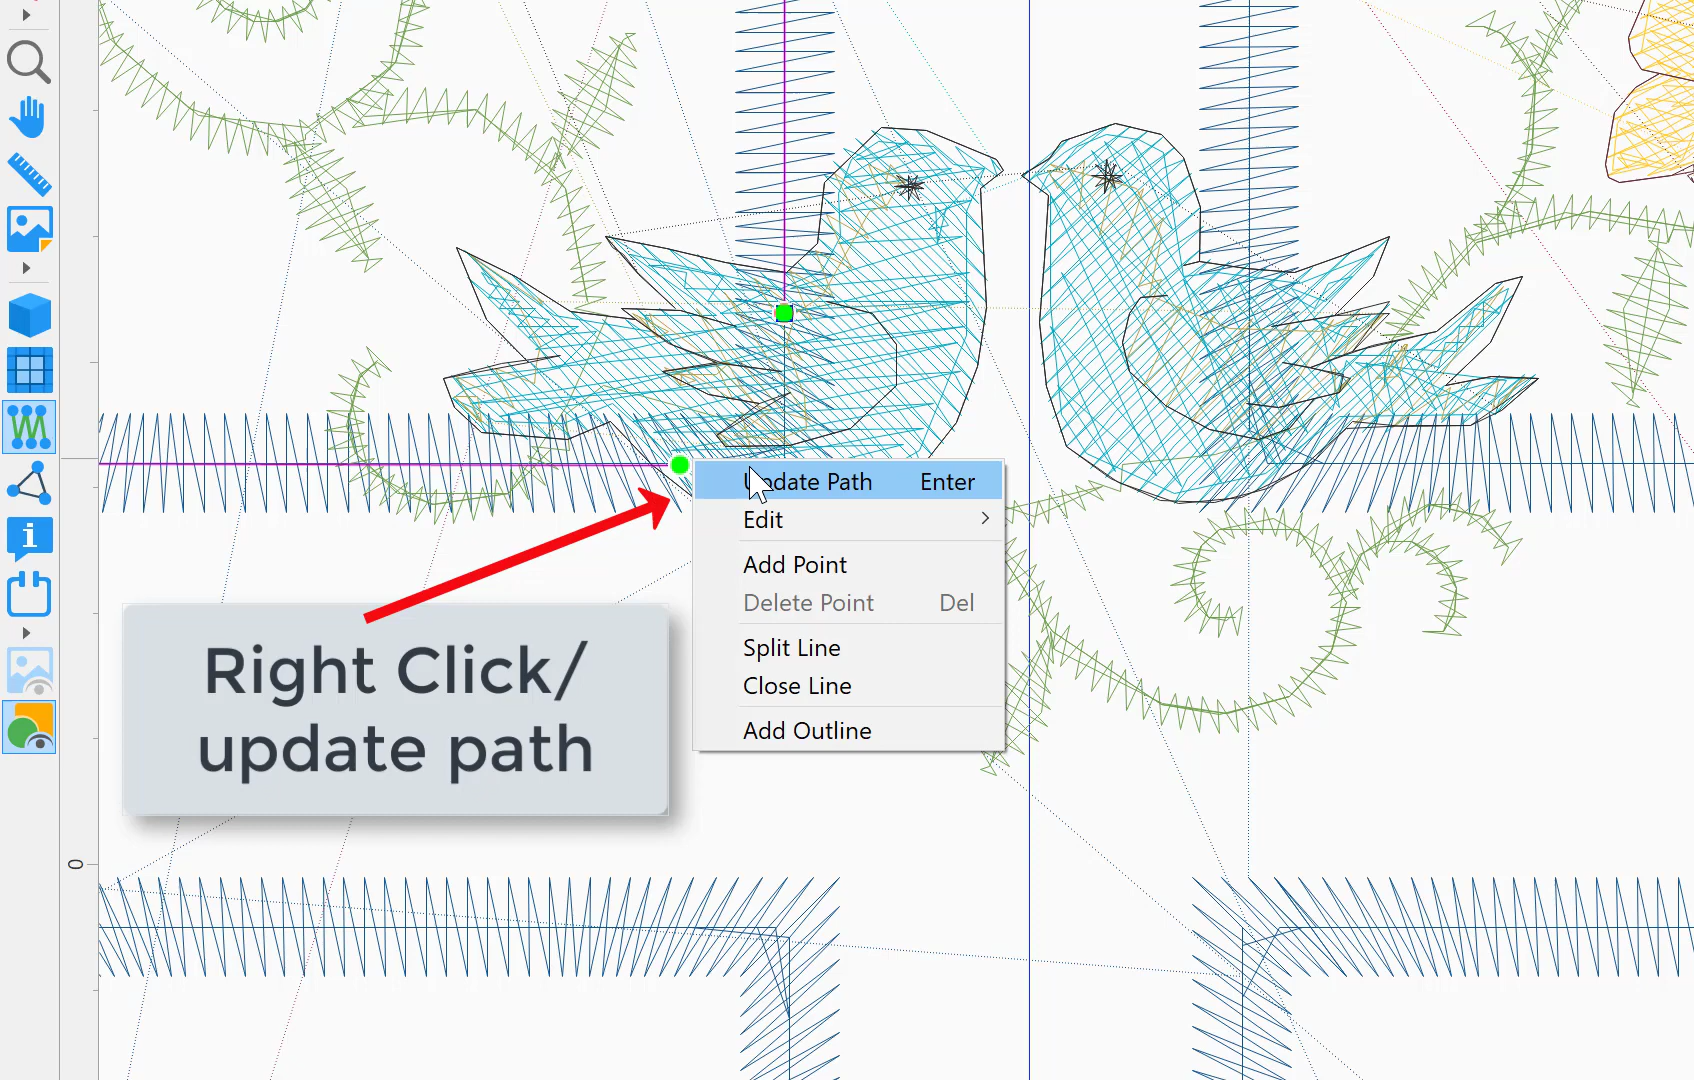 Update Path Enter
Edit
Add Point
Delete Point Del
Split Line
Close Line
Add Outline
Right Click/
update path
0